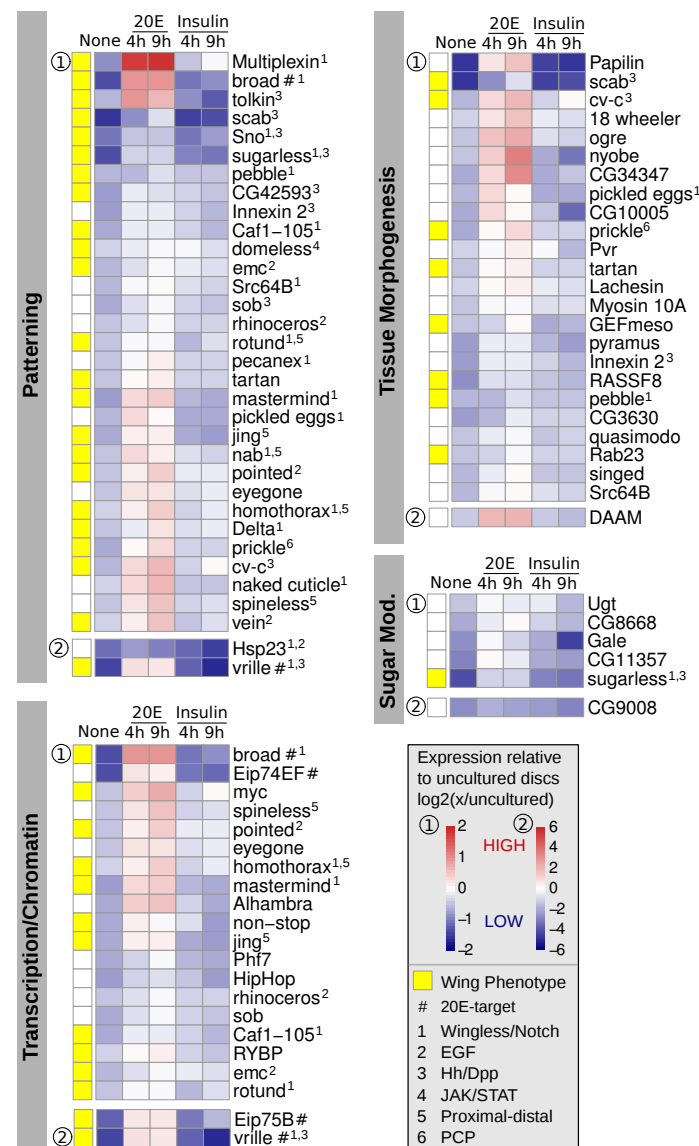 Patterning
20E Insulin
None 4h 9h 4h 9h
① Multiplexin¹
broad #¹
tolkin³
scab³
Sno¹,³
sugarless¹,³
pebble¹
CG42593³
Innexin 2³
Caf1−105¹
domeless⁴
emc²
Src64B¹
sob³
rhinoceros²
rotund¹,⁵
pecanex¹
tartan
mastermind¹
pickled eggs¹
jing⁵
nab¹,⁵
pointed²
eyegone
homothorax¹,⁵
Delta¹
prickle⁶
cv-c³
naked cuticle¹
spineless⁵
vein²
② Hsp23¹,²
vrille #¹,³
Transcription/Chromatin
20E Insulin
None 4h 9h 4h 9h
① broad #¹
Eip74EF#
myc
spineless⁵
pointed²
eyegone
homothorax¹,⁵
mastermind¹
Alhambra
non−stop
jing⁵
Phf7
HipHop
rhinoceros²
sob
Caf1−105¹
RYBP
emc²
rotund¹
Eip75B#
② vrille #¹,³
Tissue Morphogenesis
20E Insulin
None 4h 9h 4h 9h
① Papilin
scab³
cv-c³
18 wheeler
ogre
nyobe
CG34347
pickled eggs¹
CG10005
prickle⁶
Pvr
tartan
Lachesin
Myosin 10A
GEFmeso
pyramus
Innexin 2³
RASSF8
pebble¹
CG3630
quasimodo
Rab23
singed
Src64B
② DAAM
Sugar Mod.
20E Insulin
None 4h 9h 4h 9h
① Ugt
CG8668
Gale
CG11357
sugarless¹,³
② CG9008
Expression relative
to uncultured discs
log2(x/uncultured)
① 2 1 0 −1 −2
② 6 4 2 0 −2 −4 −6
HIGH
LOW
Wing Phenotype
# 20E-target
1 Wingless/Notch
2 EGF
3 Hh/Dpp
4 JAK/STAT
5 Proximal-distal
6 PCP